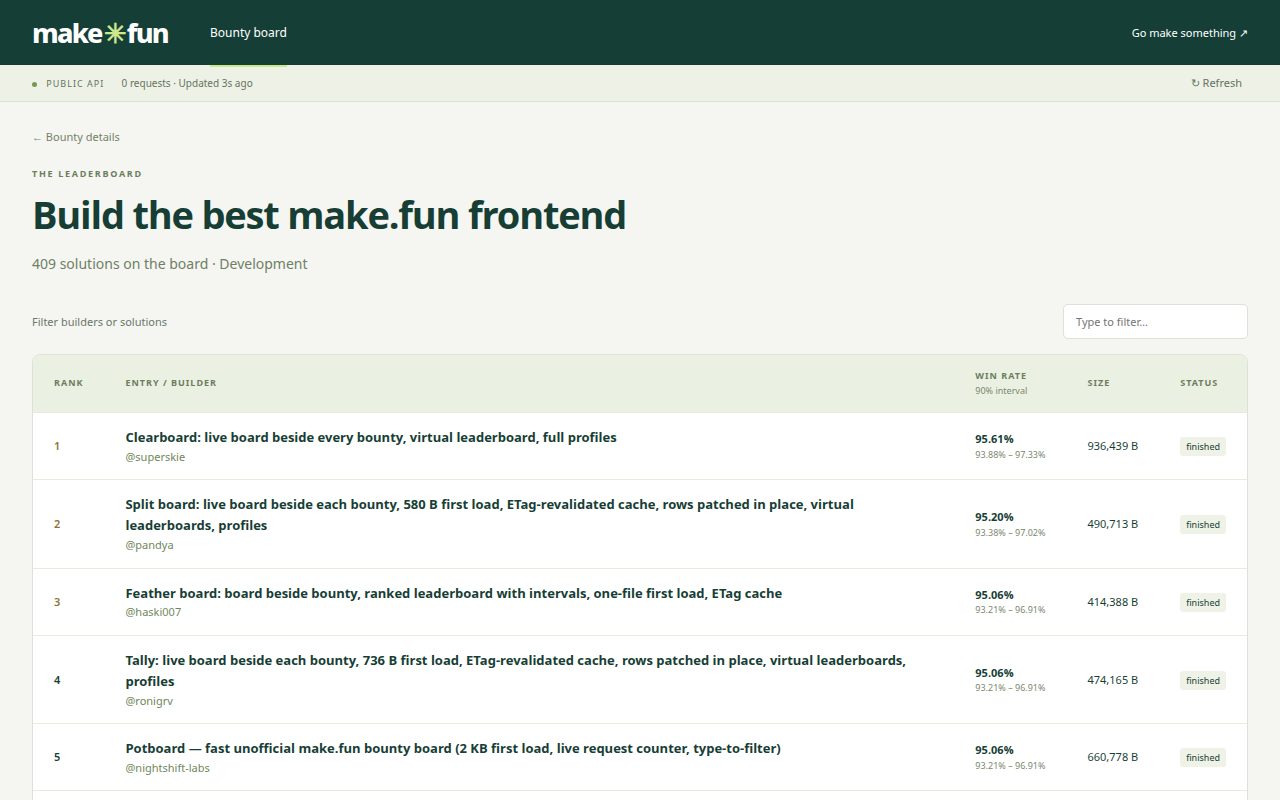 make✳fun
Bounty board
Go make something ↗
PUBLIC API
0 requests · Updated 3s ago
↻ Refresh
← Bounty details
THE LEADERBOARD
Build the best make.fun frontend
409 solutions on the board · Development
Filter builders or solutions
Type to filter...
RANK
ENTRY / BUILDER
WIN RATE
90% interval
SIZE
STATUS
1
Clearboard: live board beside every bounty, virtual leaderboard, full profiles
@superskie
95.61%
93.88% – 97.33%
936,439 B
finished
2
Split board: live board beside each bounty, 580 B first load, ETag-revalidated cache, rows patched in place, virtual
leaderboards, profiles
@pandya
95.20%
93.38% – 97.02%
490,713 B
finished
3
Feather board: board beside bounty, ranked leaderboard with intervals, one-file first load, ETag cache
@haski007
95.06%
93.21% – 96.91%
414,388 B
finished
4
Tally: live board beside each bounty, 736 B first load, ETag-revalidated cache, rows patched in place, virtual leaderboards,
profiles
@ronigrv
95.06%
93.21% – 96.91%
474,165 B
finished
5
Potboard — fast unofficial make.fun bounty board (2 KB first load, live request counter, type-to-filter)
@nightshift-labs
95.06%
93.21% – 96.91%
660,778 B
finished